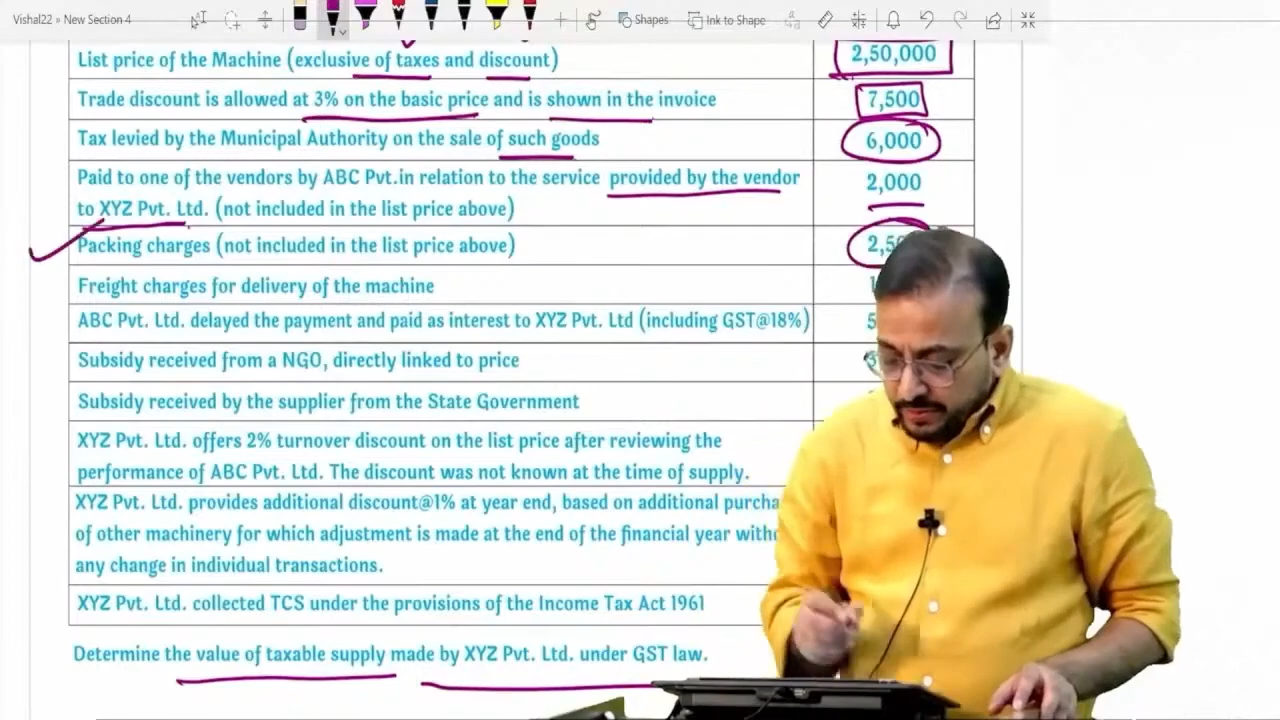 Vishal22 » New Section 4
Shapes
Ink to Shape
List price of the Machine (exclusive of taxes and discount)
2,50,000
Trade discount is allowed at 3% on the basic price and is shown in the invoice
7,500
Tax levied by the Municipal Authority on the sale of such goods
6,000
Paid to one of the vendors by ABC Pvt.in relation to the service provided by the vendor
to XYZ Pvt. Ltd. (not included in the list price above)
2,000
Packing charges (not included in the list price above)
Freight charges for delivery of the machine
ABC Pvt. Ltd. delayed the payment and paid as interest to XYZ Pvt. Ltd (including GST@18%)
Subsidy received from a NGO, directly linked to price
Subsidy received by the supplier from the State Government
XYZ Pvt. Ltd. offers 2% turnover discount on the list price after reviewing the
performance of ABC Pvt. Ltd. The discount was not known at the time of supply.
XYZ Pvt. Ltd. provides additional discount@1% at year end, based on additional
of other machinery for which adjustment is made at the end of the financial year
any change in individual transactions.
XYZ Pvt. Ltd. collected TCS under the provisions of the Income Tax Act 1961
Determine the value of taxable supply made by XYZ Pvt. Ltd. under GST law.